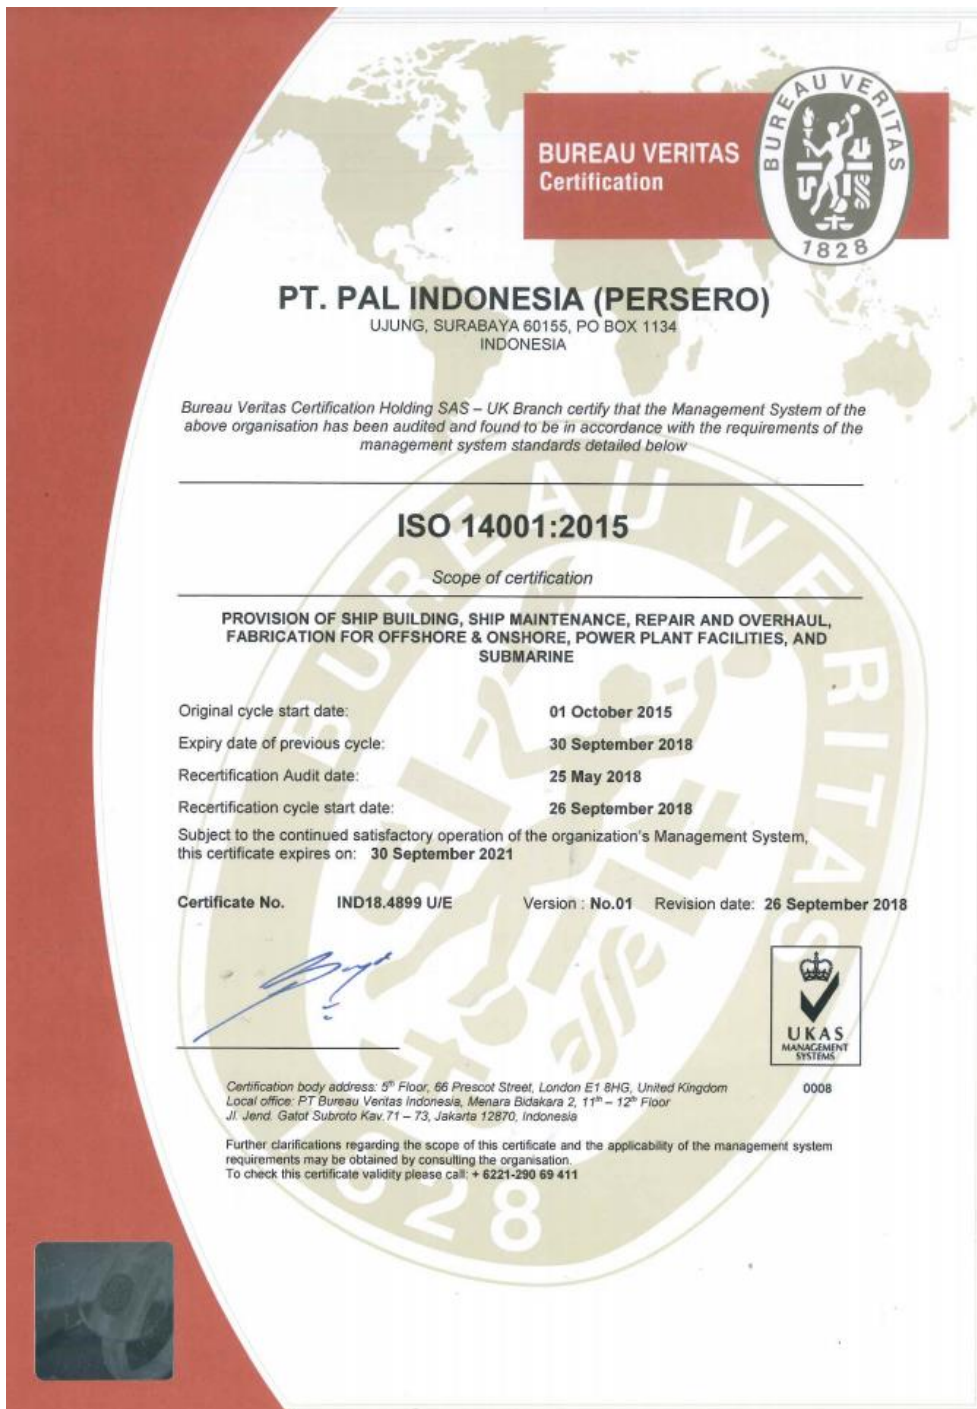 BUREAU VERITAS
Certification
BUREAU VERITAS
1828
PT. PAL INDONESIA (PERSERO)
UJUNG, SURABAYA 60155, PO BOX 1134
INDONESIA
Bureau Veritas Certification Holding SAS – UK Branch certify that the Management System of the
above organisation has been audited and found to be in accordance with the requirements of the
management system standards detailed below
ISO 14001:2015
Scope of certification
PROVISION OF SHIP BUILDING, SHIP MAINTENANCE, REPAIR AND OVERHAUL,
FABRICATION FOR OFFSHORE & ONSHORE, POWER PLANT FACILITIES, AND
SUBMARINE
Original cycle start date: 01 October 2015
Expiry date of previous cycle: 30 September 2018
Recertification Audit date: 25 May 2018
Recertification cycle start date: 26 September 2018
Subject to the continued satisfactory operation of the organization's Management System,
this certificate expires on: 30 September 2021
Certificate No. IND18.4899 U/E Version : No.01 Revision date: 26 September 2018
UKAS
MANAGEMENT
SYSTEMS
0008
Certification body address: 5th Floor, 66 Prescot Street, London E1 8HG, United Kingdom
Local office: PT Bureau Veritas Indonesia, Menara Bidakara 2, 11th – 12th Floor
Jl. Jend. Gatot Subroto Kav.71 – 73, Jakarta 12870, Indonesia
Further clarifications regarding the scope of this certificate and the applicability of the management system
requirements may be obtained by consulting the organisation.
To check this certificate validity please call: + 6221-290 69 411
BUREAU VERITAS
1828